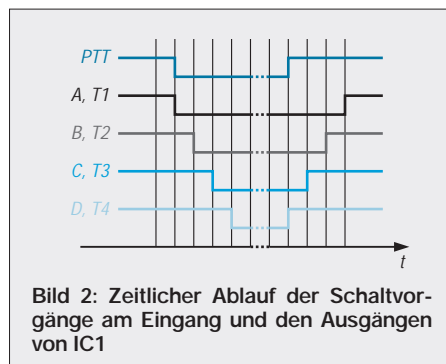 PTT
A, T1
B, T2
C, T3
D, T4
t
Bild 2: Zeitlicher Ablauf der Schaltvor-
gänge am Eingang und den Ausgängen
von IC1